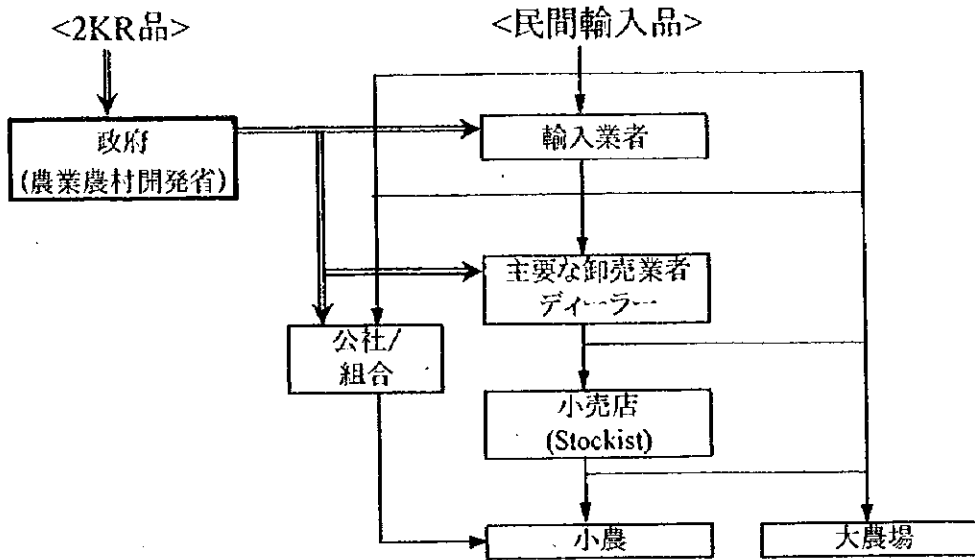 <2KR品>
<民間輸入品>
政府
(農業農村開発省)
輸入業者
主要な卸売業者
ディーラー
公社/
組合
小売店
(Stockist)
小農
大農場